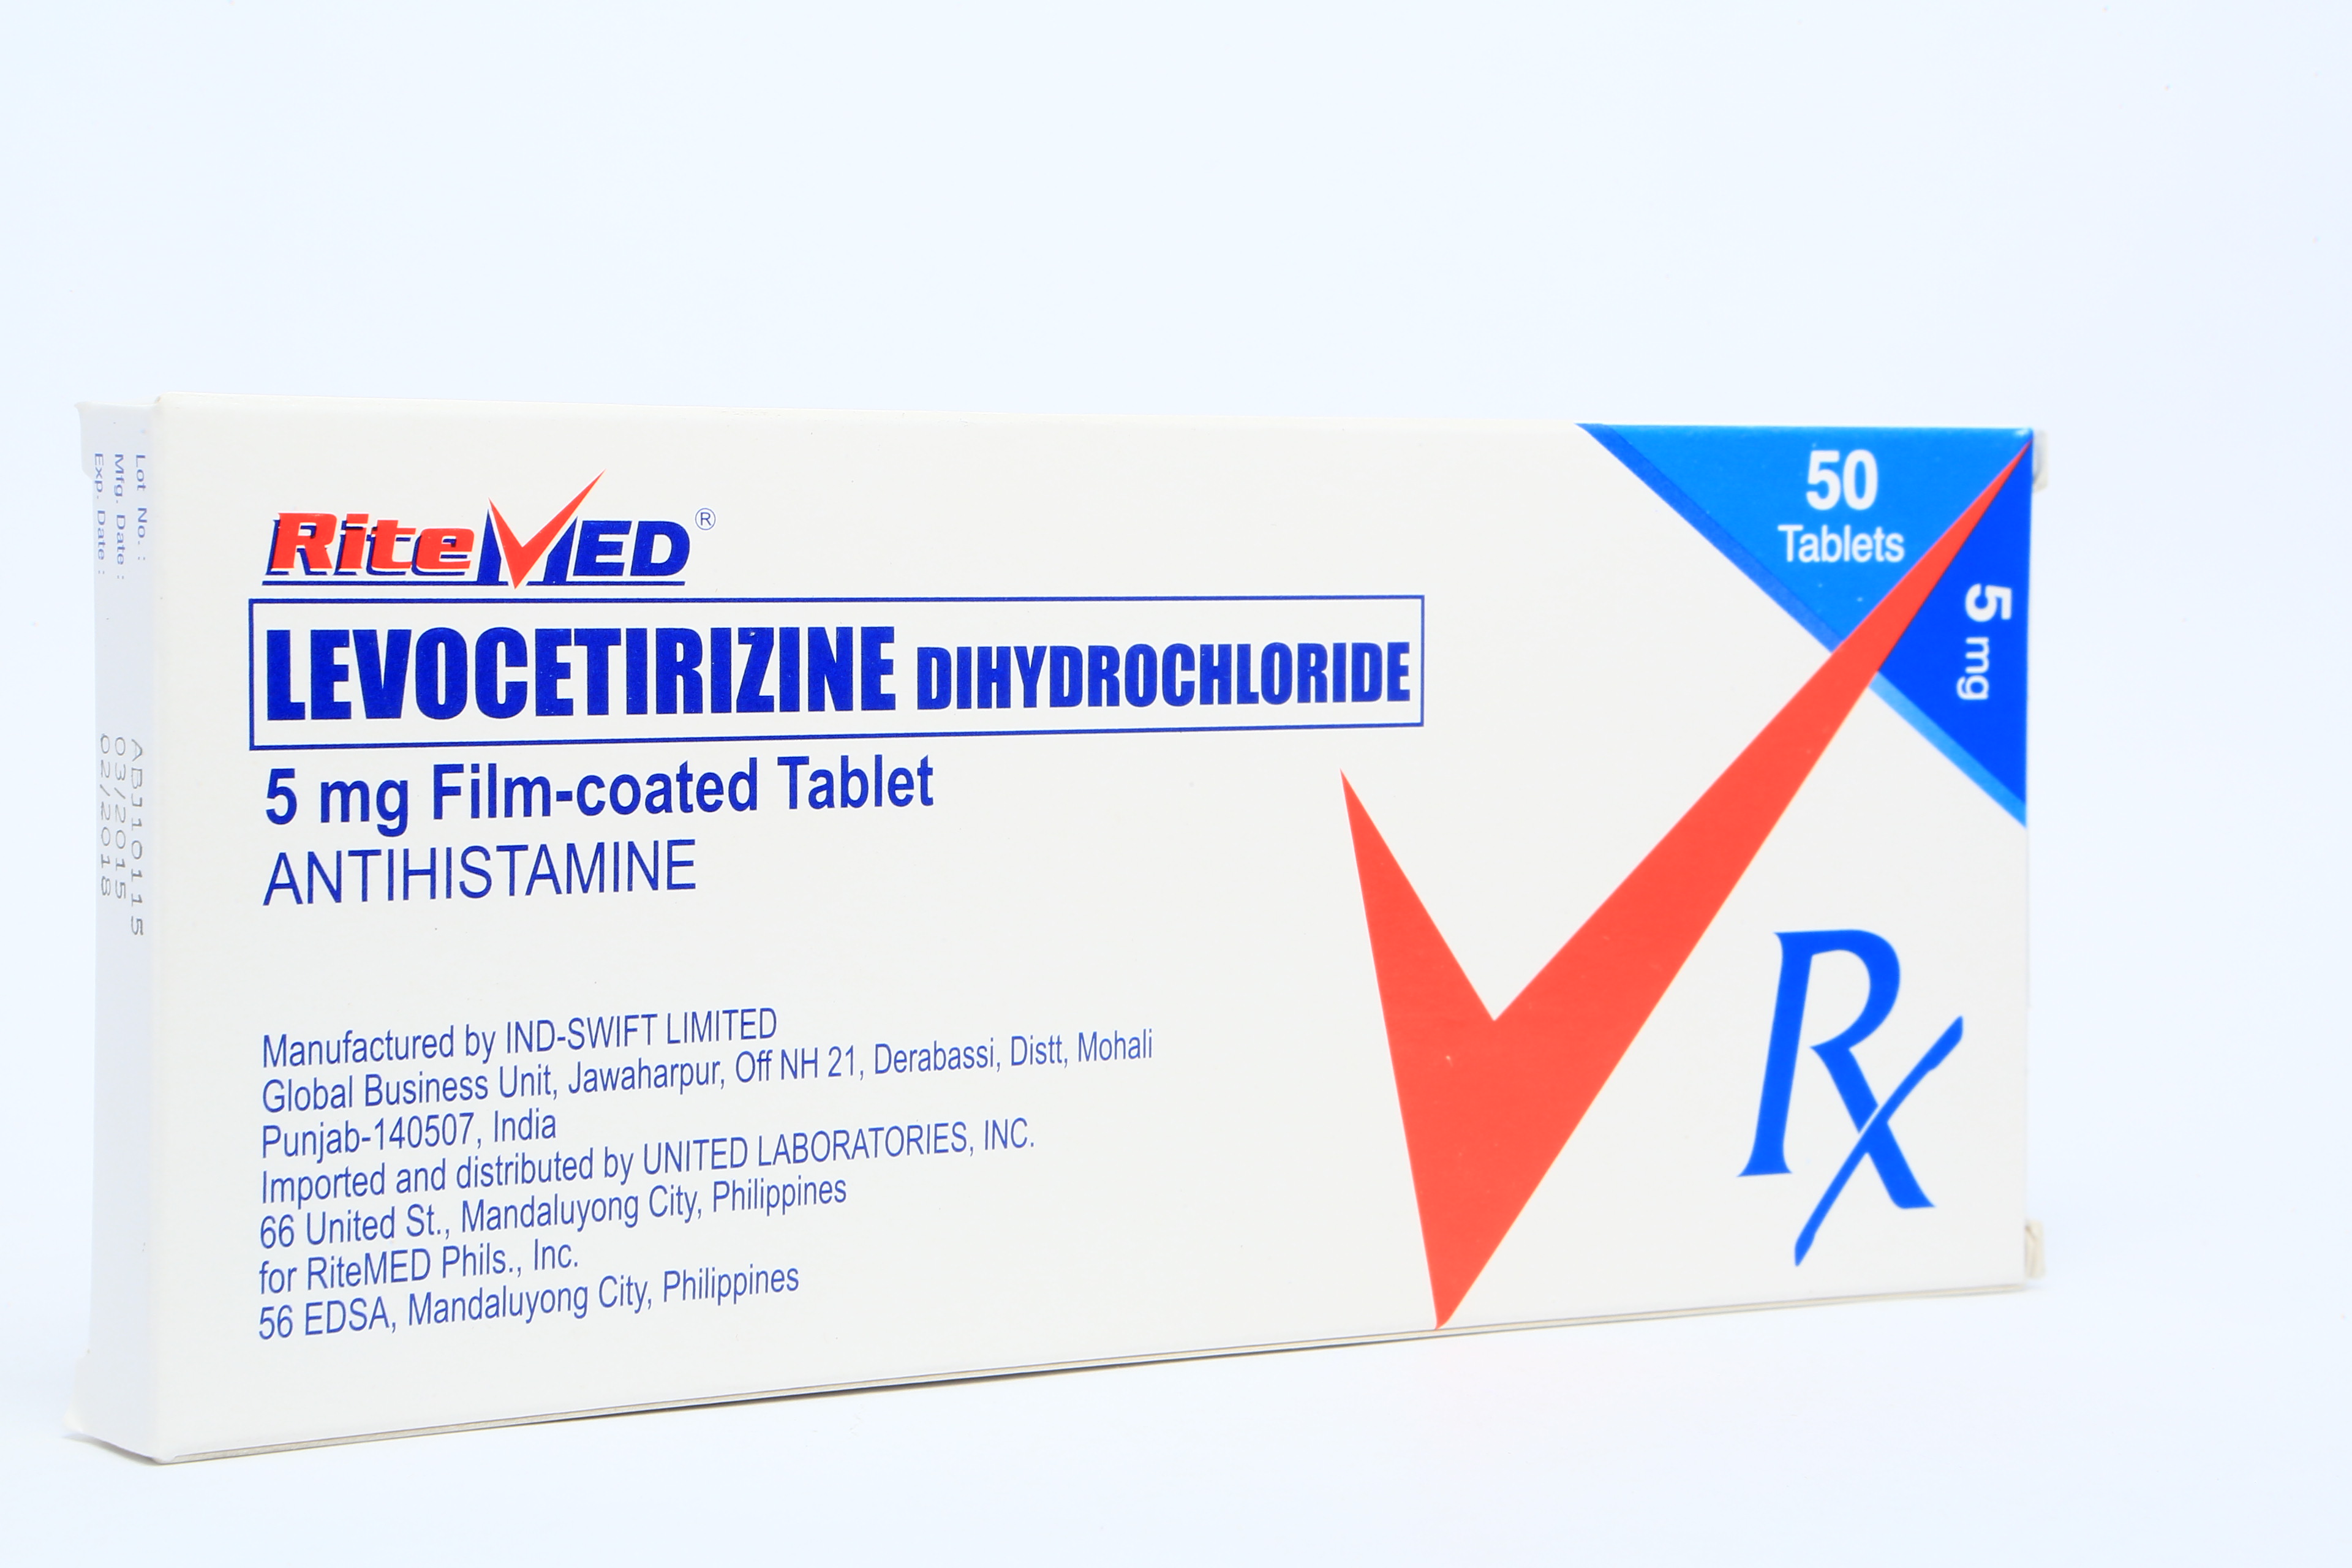 RiteMED®
LEVOCETIRIZINE DIHYDROCHLORIDE
5 mg Film-coated Tablet
ANTIHISTAMINE
Manufactured by IND-SWIFT LIMITED
Global Business Unit, Jawaharpur, Off NH 21, Derabassi, Distt, Mohali
Punjab-140507, India
Imported and distributed by UNITED LABORATORIES, INC.
66 United St., Mandaluyong City, Philippines
for RiteMED Phils., Inc.
56 EDSA, Mandaluyong City, Philippines
50
Tablets
5 mg
Rx
Lot No.: AB110115
Mfg. Date: 03/2015
Exp. Date: 02/2018